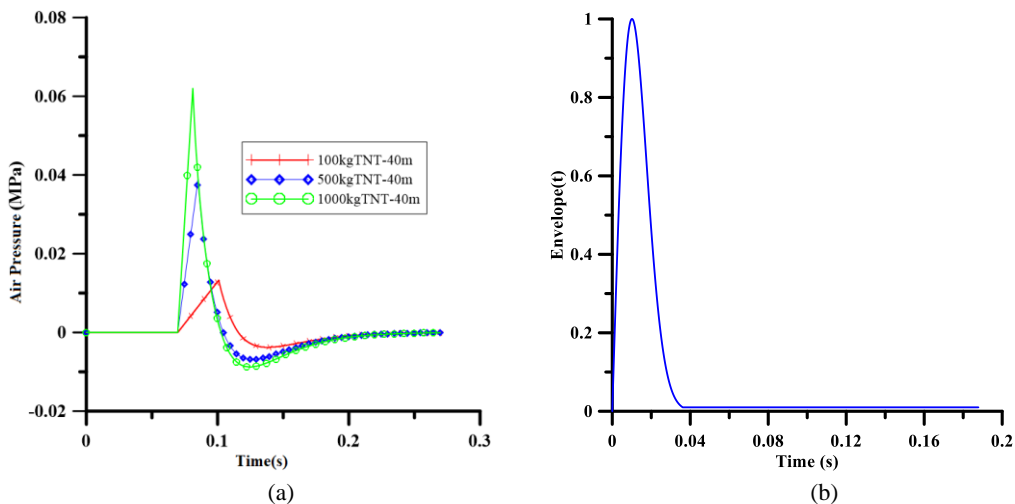 0.08
0.06
0.04
0.02
0
-0.02
Air Pressure (MPa)
100kgTNT-40m
500kgTNT-40m
1000kgTNT-40m
0
0.1
0.2
0.3
Time(s)
(a)
1
0.8
0.6
0.4
0.2
0
Envelope(t)
0
0.04
0.08
0.12
0.16
0.2
Time (s)
(b)